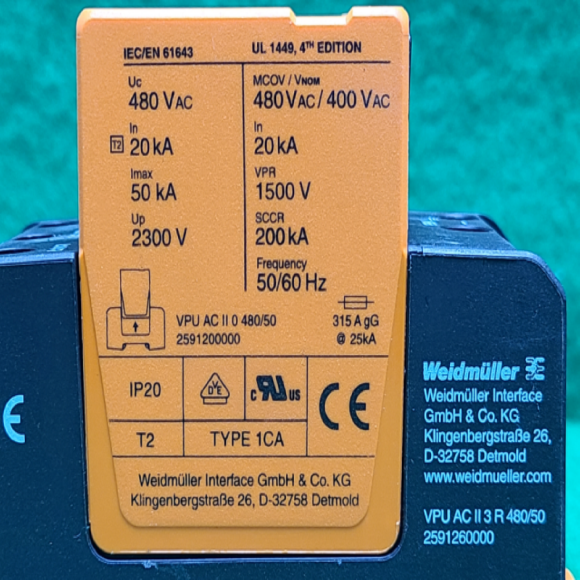 IEC/EN 61643
Uc
480 VAC
In
T2 20 kA
Imax
50 kA
Up
2300 V
UL 1449, 4TH EDITION
MCOV / VNOM
480 VAC / 400 VAC
In
20 kA
VPR
1500 V
SCCR
200 kA
Frequency
50/60 Hz
VPU AC II 0 480/50
2591200000
315 A gG
@ 25kA
IP20
DVE
c RU US
CE
T2
TYPE 1CA
Weidmüller Interface GmbH & Co. KG
Klingenbergstraße 26, D-32758 Detmold
CE
Weidmüller
Weidmüller Interface
GmbH & Co. KG
Klingenbergstraße 26,
D-32758 Detmold
www.weidmueller.com
VPU AC II 3 R 480/50
2591260000